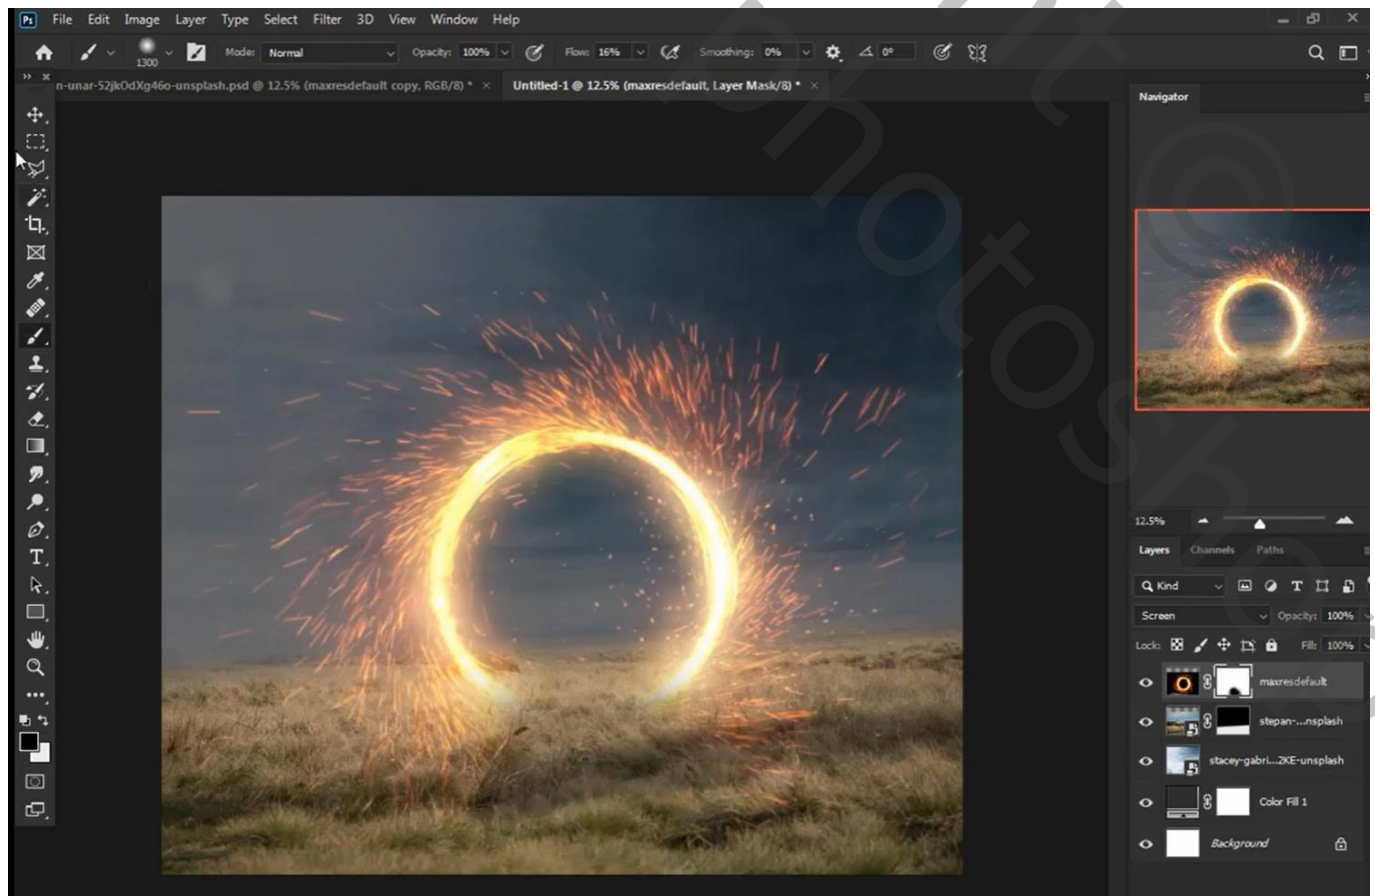 Ps File Edit Image Layer Type Select Filter 3D View Window Help
1300 Mode: Normal Opacity: 100% Flow: 16% Smoothing: 0% 0°
n-unar-52jkOdXg46o-unsplash.psd @ 12.5% (maxresdefault copy, RGB/8) * × Untitled-1 @ 12.5% (maxresdefault, Layer Mask/8) * ×
Navigator
12.5%
Layers Channels Paths
Kind
Screen Opacity: 100%
Lock: Fill: 100%
maxresdefault
stepan-...nsplash
stacey-gabri...2KE-unsplash
Color Fill 1
Background